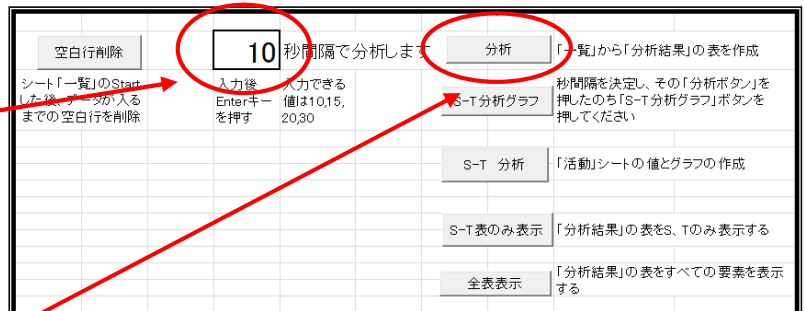 空白行削除
10 秒間隔で分析します
分析
「一覧」から「分析結果」の表を作成
シート「一覧」のStart
した後、データが入る
までの空白行を削除
入力後
Enterキー
を押す
入力できる
値は10,15,
20,30
S-T分析グラフ
秒間隔を決定し、その「分析ボタン」を
押したのち「S-T分析グラフ」ボタンを
押してください
S-T 分析
「活動」シートの値とグラフの作成
S-T表のみ表示
「分析結果」の表をS、Tのみ表示する
全表表示
「分析結果」の表をすべての要素を表示
する